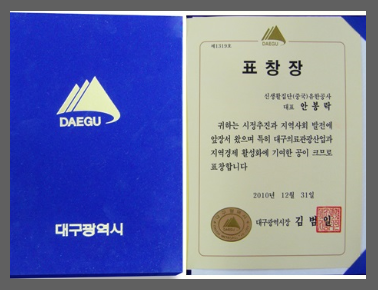 DAEGU
대구광역시
DAEGU
제1319호
표창장
신생활집단(중국)유한공사
대표 안봉락
귀하는 시정추진과 지역사회 발전에
앞장서 왔으며 특히 대구의료관광산업과
지역경제 활성화에 기여한 공이 크므로
표창합니다
2010년 12월 31일
대구광역시장 김범일